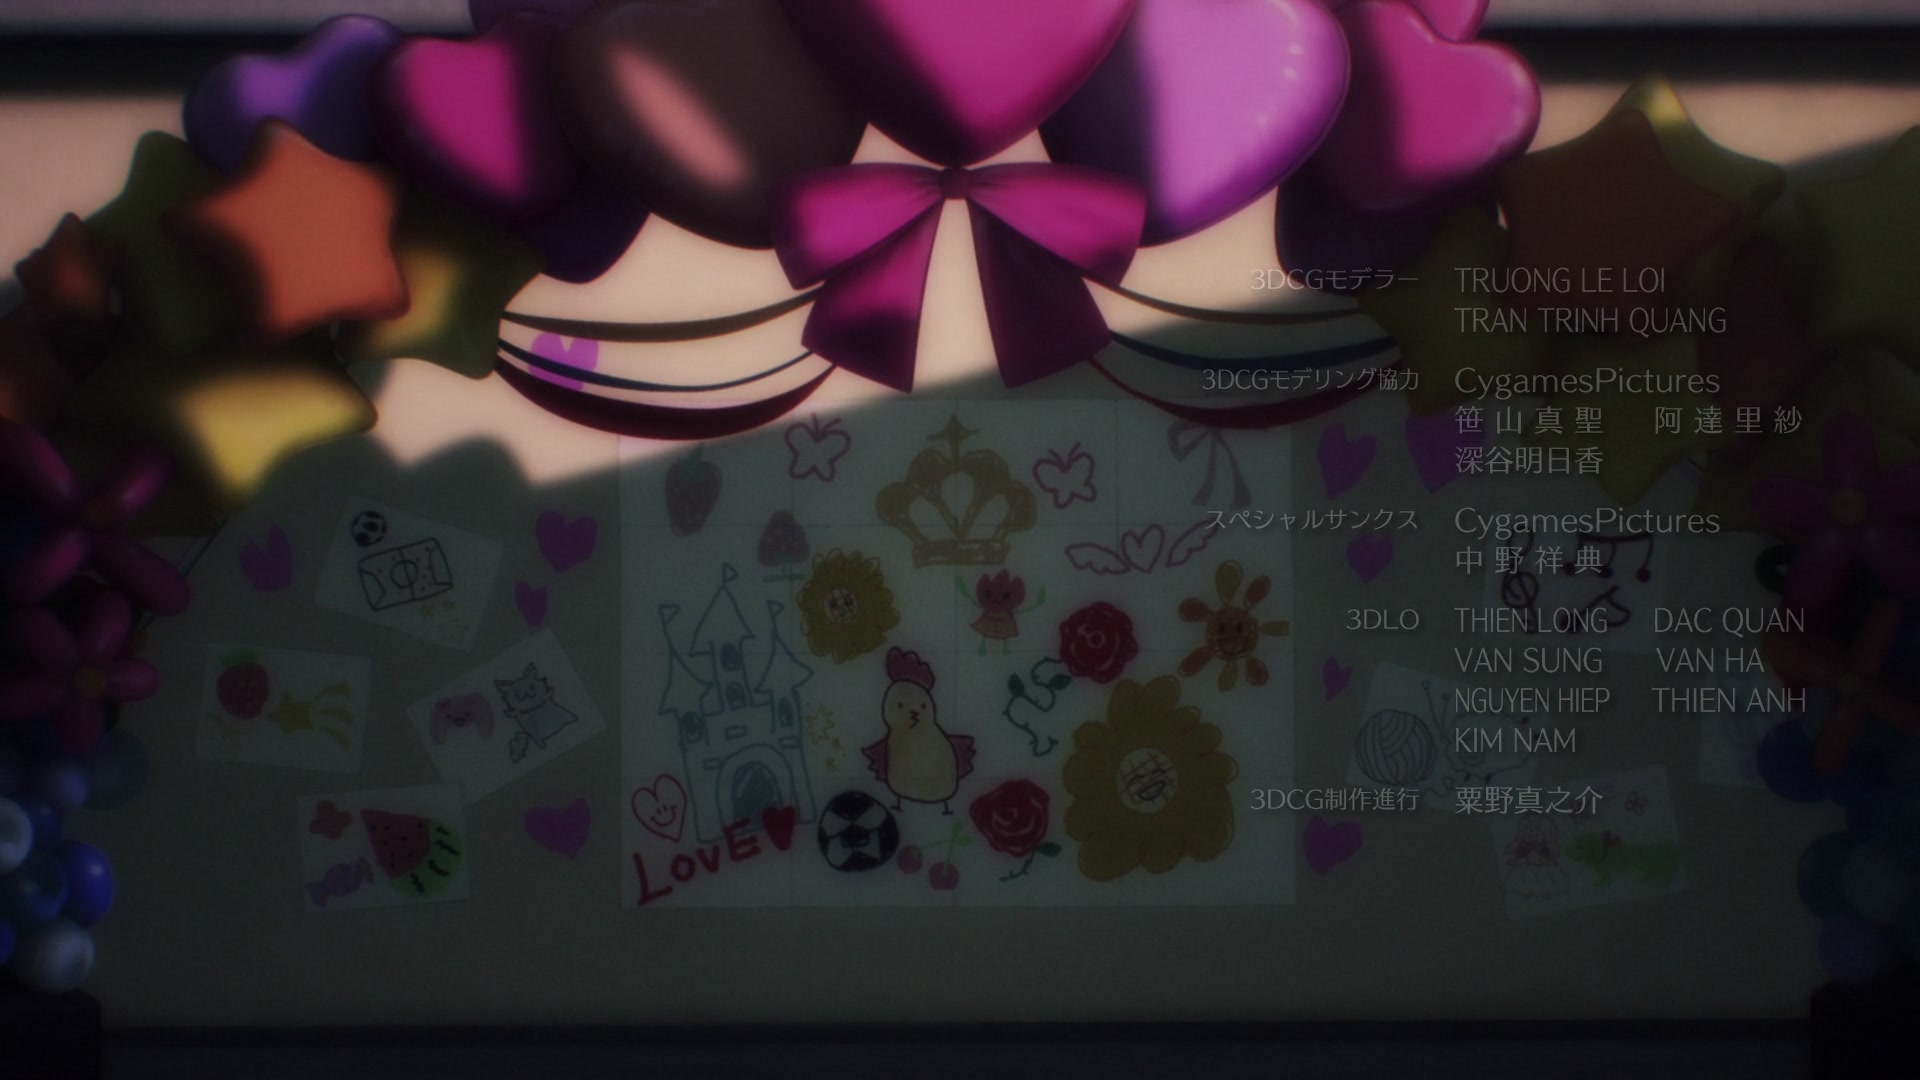 3DCGモデラー TRUONG LE LOI
TRAN TRINH QUANG
3DCGモデリング協力 CygamesPictures
笹山真聖 阿達里紗
深谷明日香
スペシャルサンクス CygamesPictures
中野祥典
3DLO THIEN LONG DAC QUAN
VAN SUNG VAN HA
NGUYEN HIEP THIEN ANH
KIM NAM
3DCG制作進行 粟野真之介
LOVE